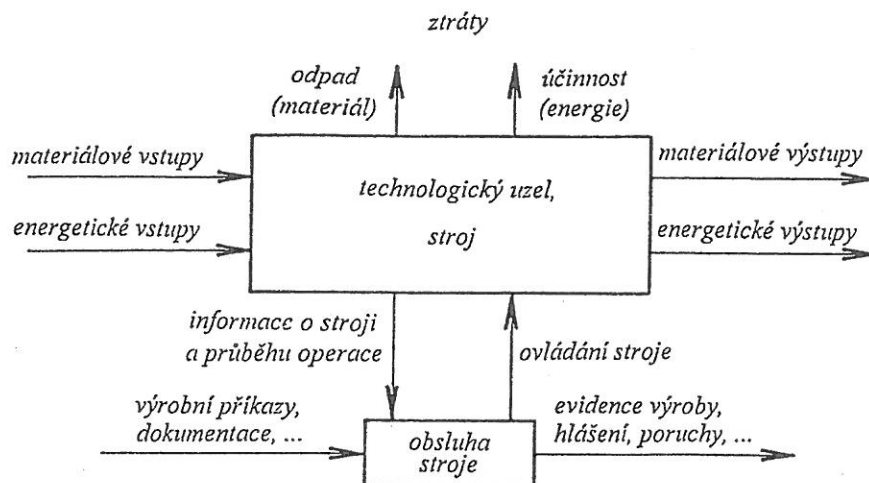 ztráty
odpad
(materiál)
účinnost
(energie)
materiálové vstupy
materiálové výstupy
technologický uzel,
stroj
energetické vstupy
energetické výstupy
informace o stroji
a průběhu operace
ovládání stroje
výrobní příkazy,
dokumentace, ...
obsluha
stroje
evidence výroby,
hlášení, poruchy, ...